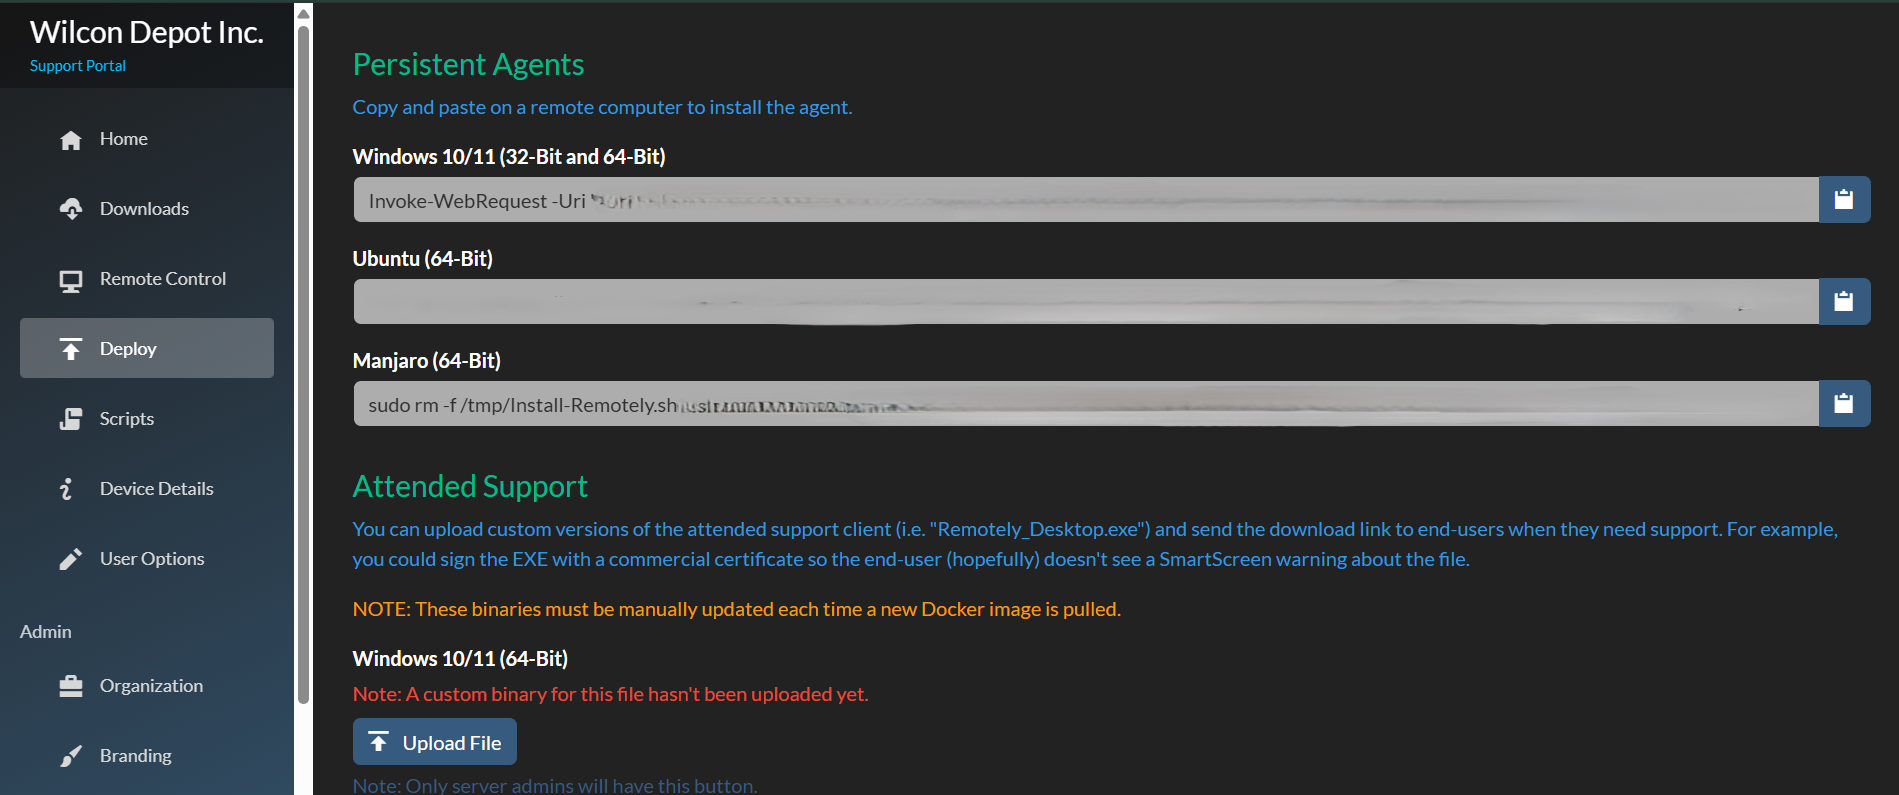 Wilcon Depot Inc.
Support Portal
Home
Downloads
Remote Control
Deploy
Scripts
Device Details
User Options
Admin
Organization
Branding
Persistent Agents
Copy and paste on a remote computer to install the agent.
Windows 10/11 (32-Bit and 64-Bit)
Invoke-WebRequest -Uri
Ubuntu (64-Bit)
Manjaro (64-Bit)
sudo rm -f /tmp/Install-Remotely.sh
Attended Support
You can upload custom versions of the attended support client (i.e. "Remotely_Desktop.exe") and send the download link to end-users when they need support. For example,
you could sign the EXE with a commercial certificate so the end-user (hopefully) doesn't see a SmartScreen warning about the file.
NOTE: These binaries must be manually updated each time a new Docker image is pulled.
Windows 10/11 (64-Bit)
Note: A custom binary for this file hasn't been uploaded yet.
Upload File
Note: Only server admins will have this button.